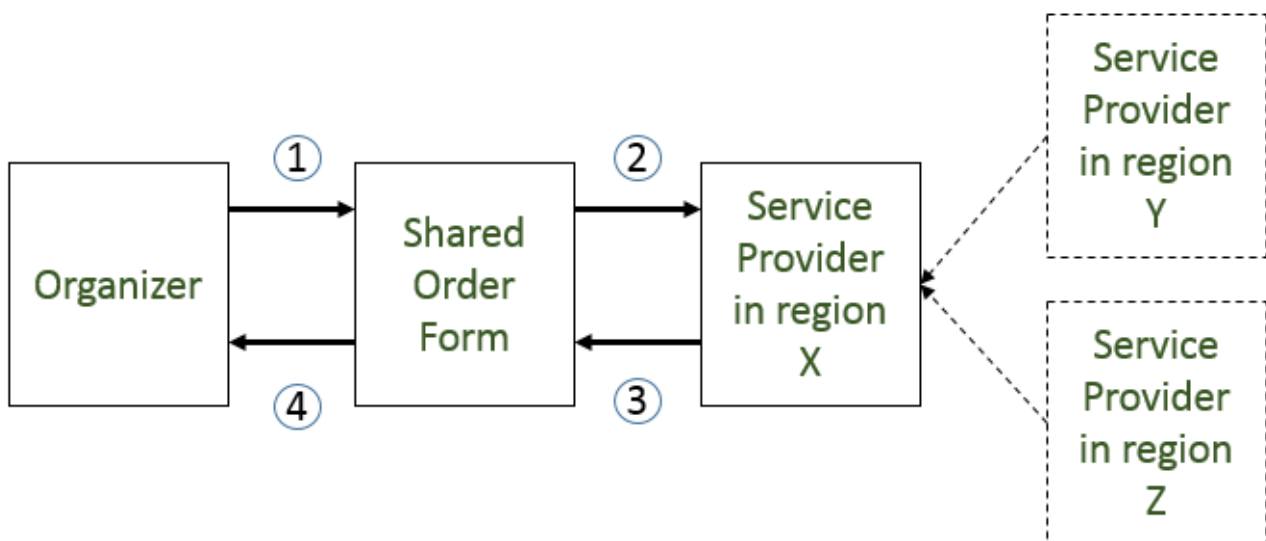 Organizer
①
④
Shared
Order
Form
②
③
Service
Provider
in region
X
Service
Provider
in region
Y
Service
Provider
in region
Z